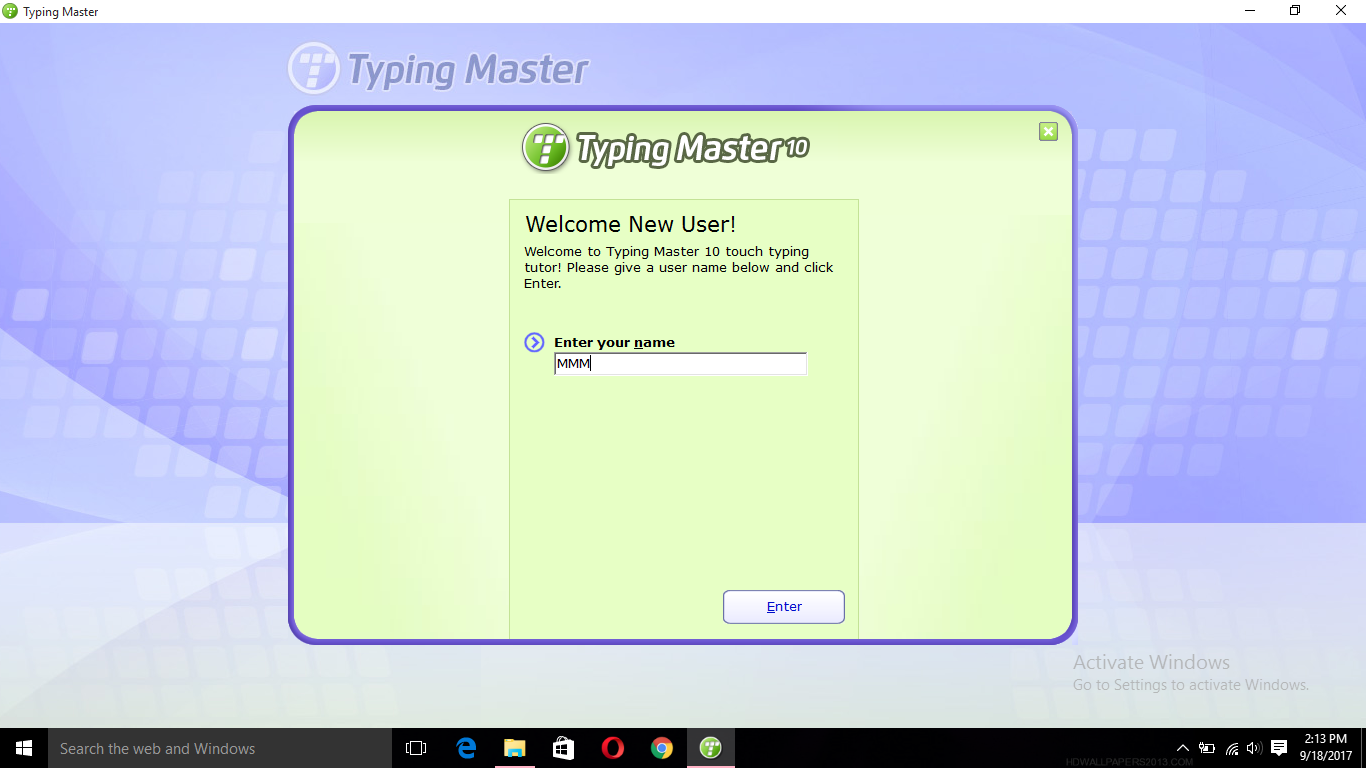 Typing Master
Typing Master
Typing Master 10
Welcome New User!
Welcome to Typing Master 10 touch typing
tutor! Please give a user name below and click
Enter.
Enter your name
MMM
Enter
Activate Windows
Go to Settings to activate Windows.
Search the web and Windows
2:13 PM
9/18/2017
HDWALLPAPERS2013.COM